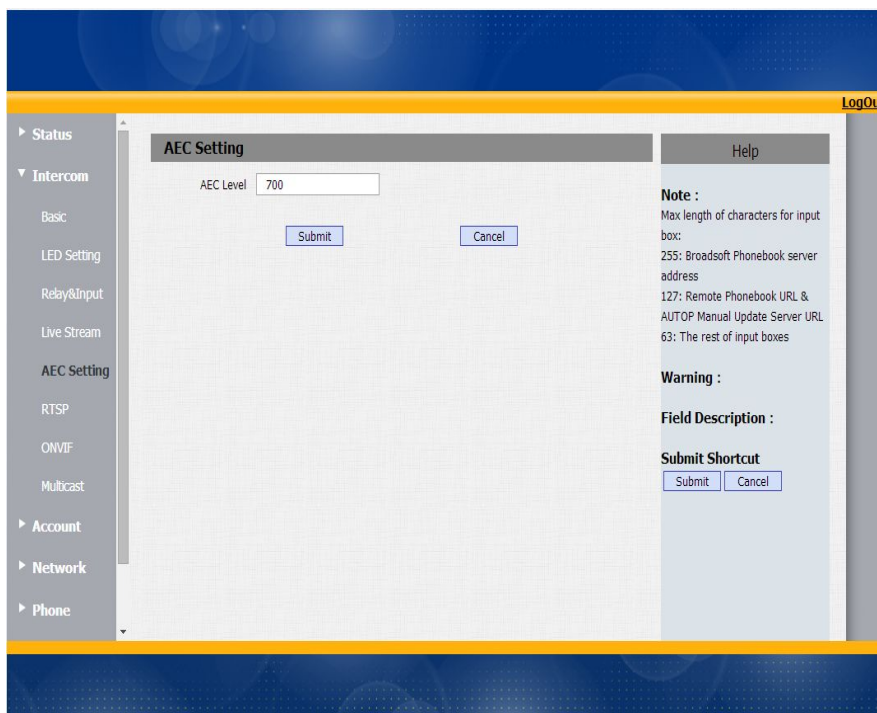 LogOu
Status
Intercom
Basic
LED Setting
Relay&Input
Live Stream
AEC Setting
RTSP
ONVIF
Multicast
Account
Network
Phone
AEC Setting
AEC Level 700
Submit Cancel
Help
Note :
Max length of characters for input
box:
255: Broadsoft Phonebook server
address
127: Remote Phonebook URL &
AUTOP Manual Update Server URL
63: The rest of input boxes
Warning :
Field Description :
Submit Shortcut
Submit Cancel